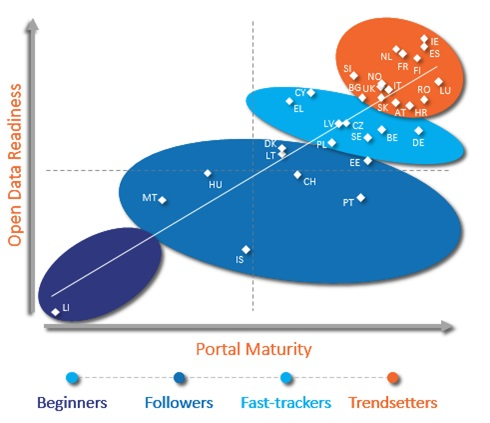 Open Data Readiness
IE
ES
NL
FR
FI
SI
NO
IT
BG
UK
RO
LU
SK
AT
HR
CY
EL
LV
CZ
SE
BE
DE
PL
DK
LT
EE
HU
CH
MT
PT
IS
LI
Portal Maturity
Beginners Followers Fast-trackers Trendsetters